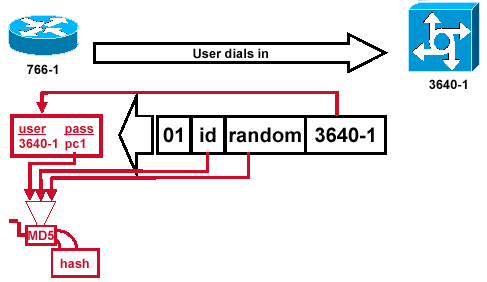 User dials in
766-1
3640-1
user pass
3640-1 pc1
01 id random 3640-1
MD5
hash